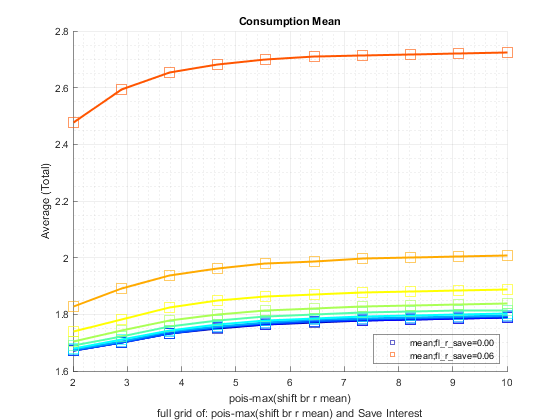 Consumption Mean
2.8
2.6
2.4
2.2
2
1.8
1.6
Average (Total)
mean;fl_r_save=0.00
mean;fl_r_save=0.06
2 3 4 5 6 7 8 9 10
pois-max(shift br r mean)
full grid of: pois-max(shift br r mean) and Save Interest